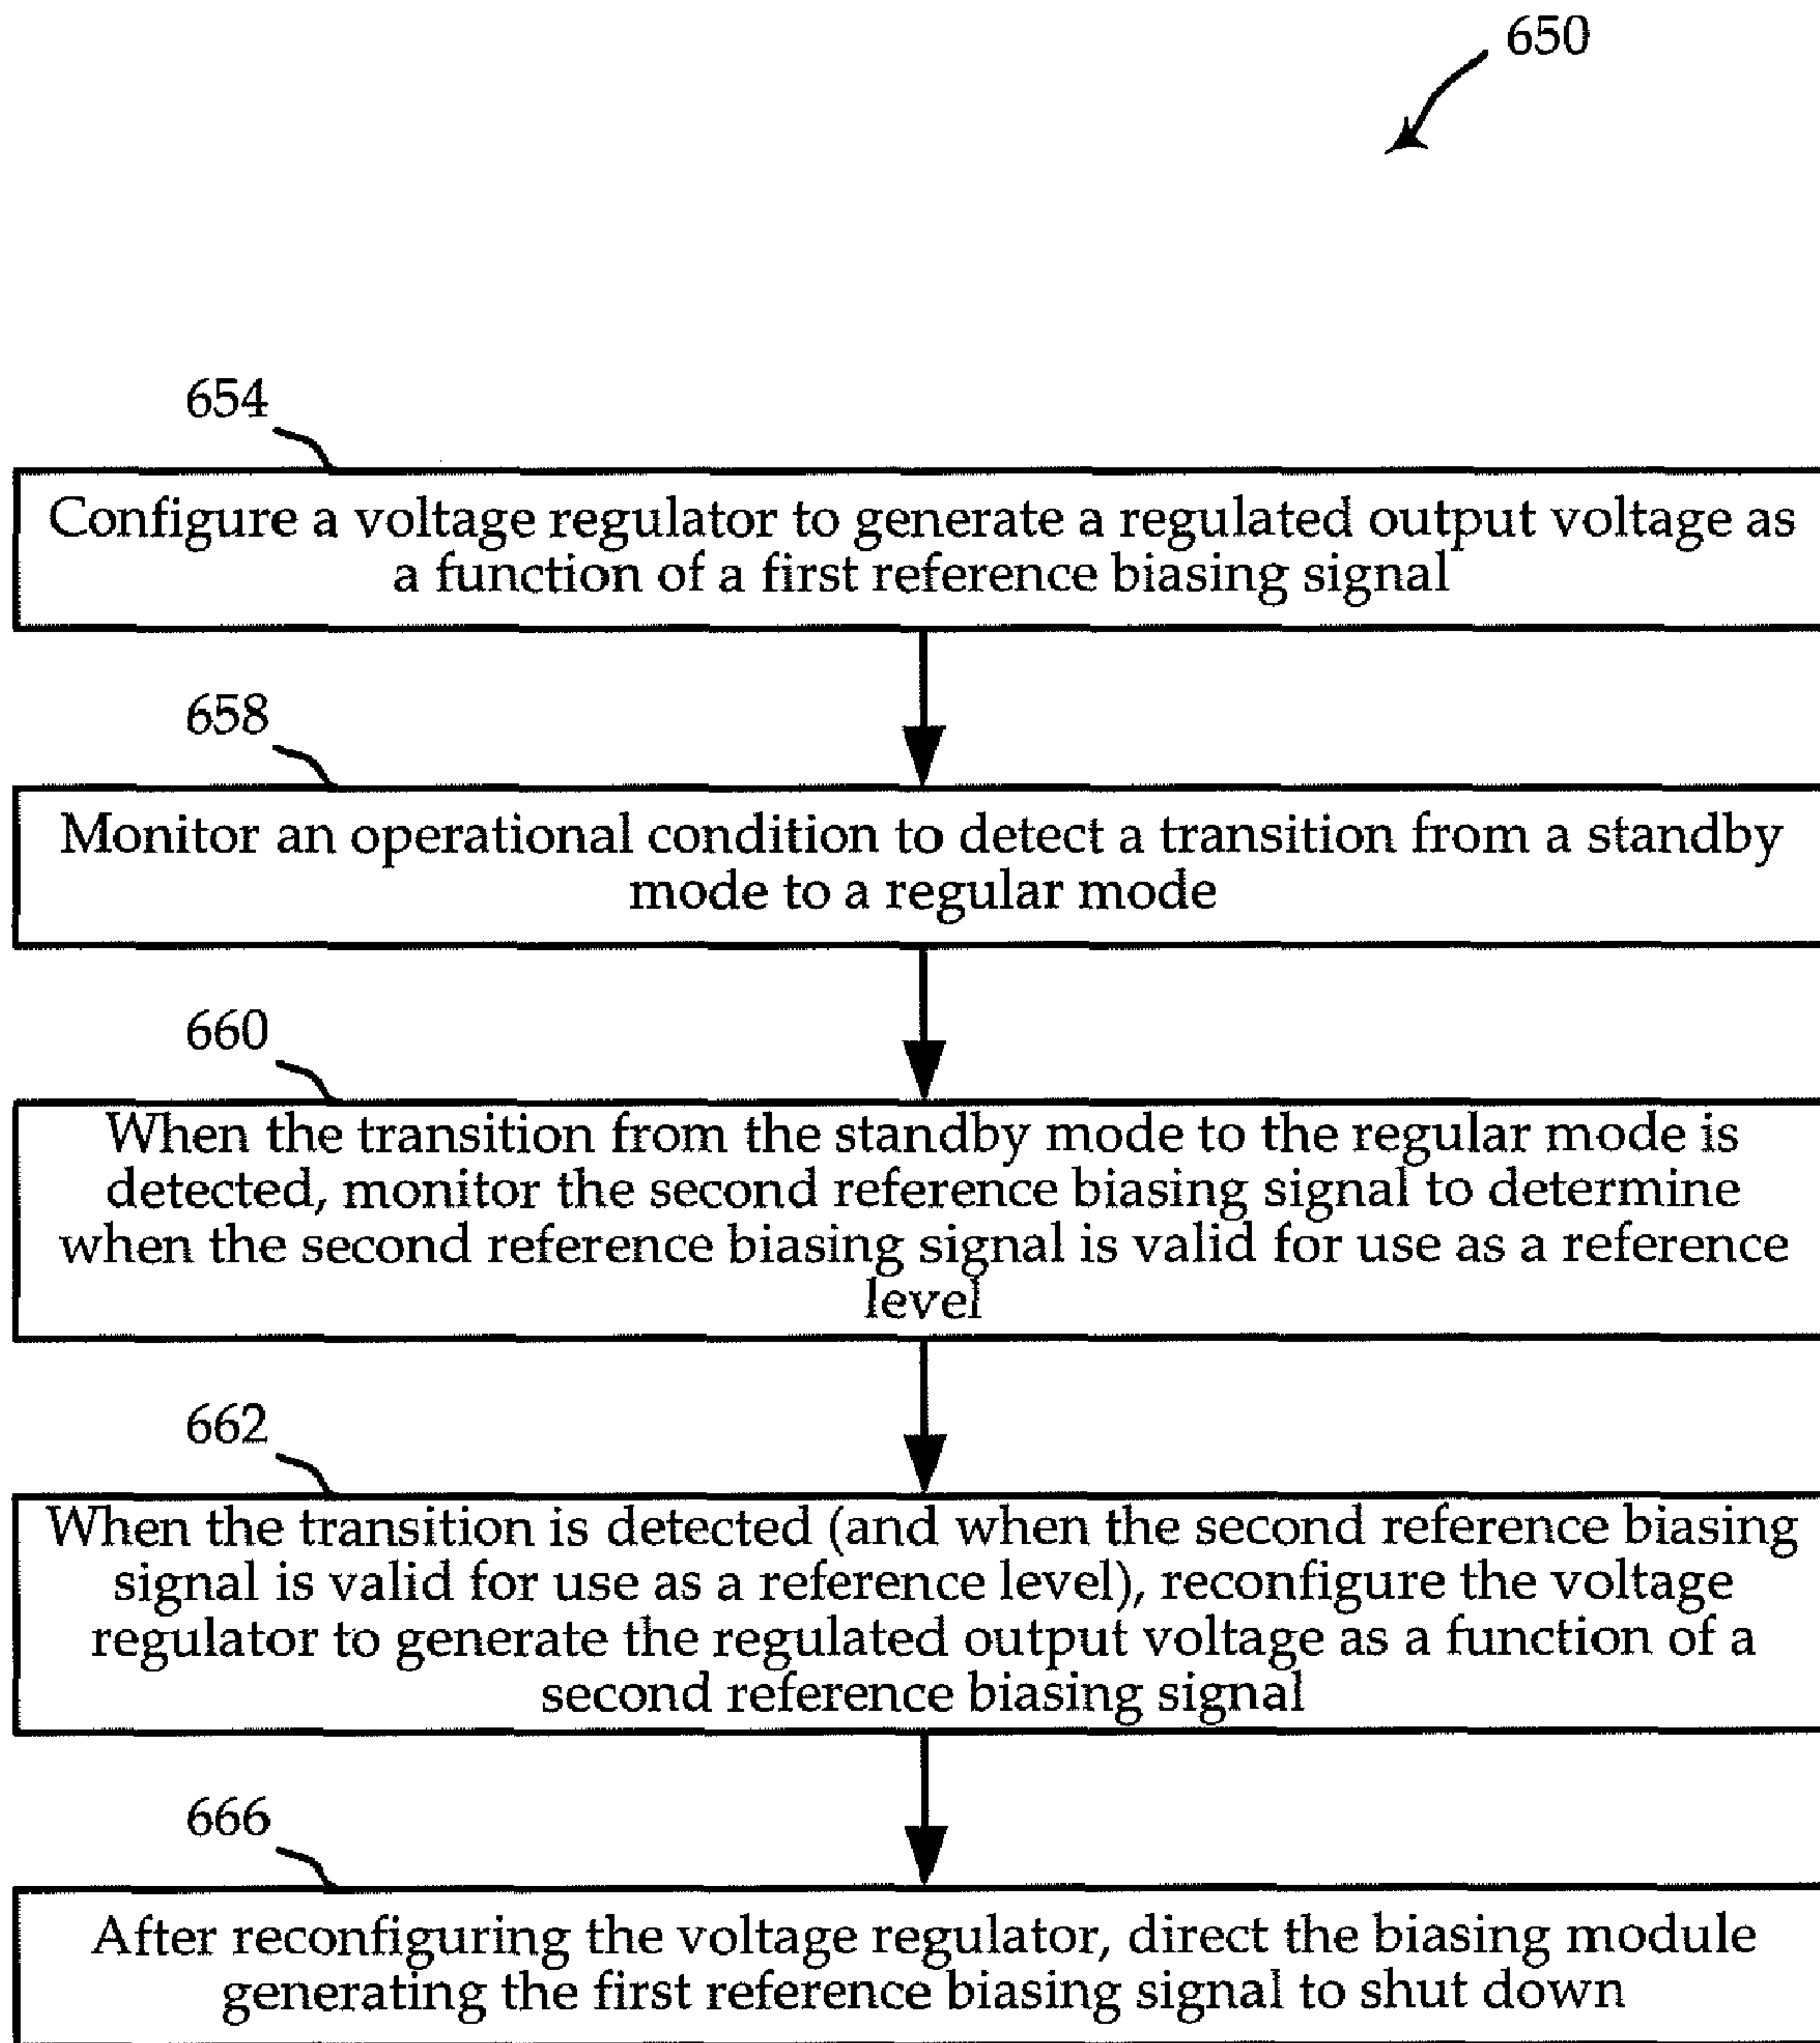 650
654
Configure a voltage regulator to generate a regulated output voltage as
a function of a first reference biasing signal
658
Monitor an operational condition to detect a transition from a standby
mode to a regular mode
660
When the transition from the standby mode to the regular mode is
detected, monitor the second reference biasing signal to determine
when the second reference biasing signal is valid for use as a reference
level
662
When the transition is detected (and when the second reference biasing
signal is valid for use as a reference level), reconfigure the voltage
regulator to generate the regulated output voltage as a function of a
second reference biasing signal
666
After reconfiguring the voltage regulator, direct the biasing module
generating the first reference biasing signal to shut down